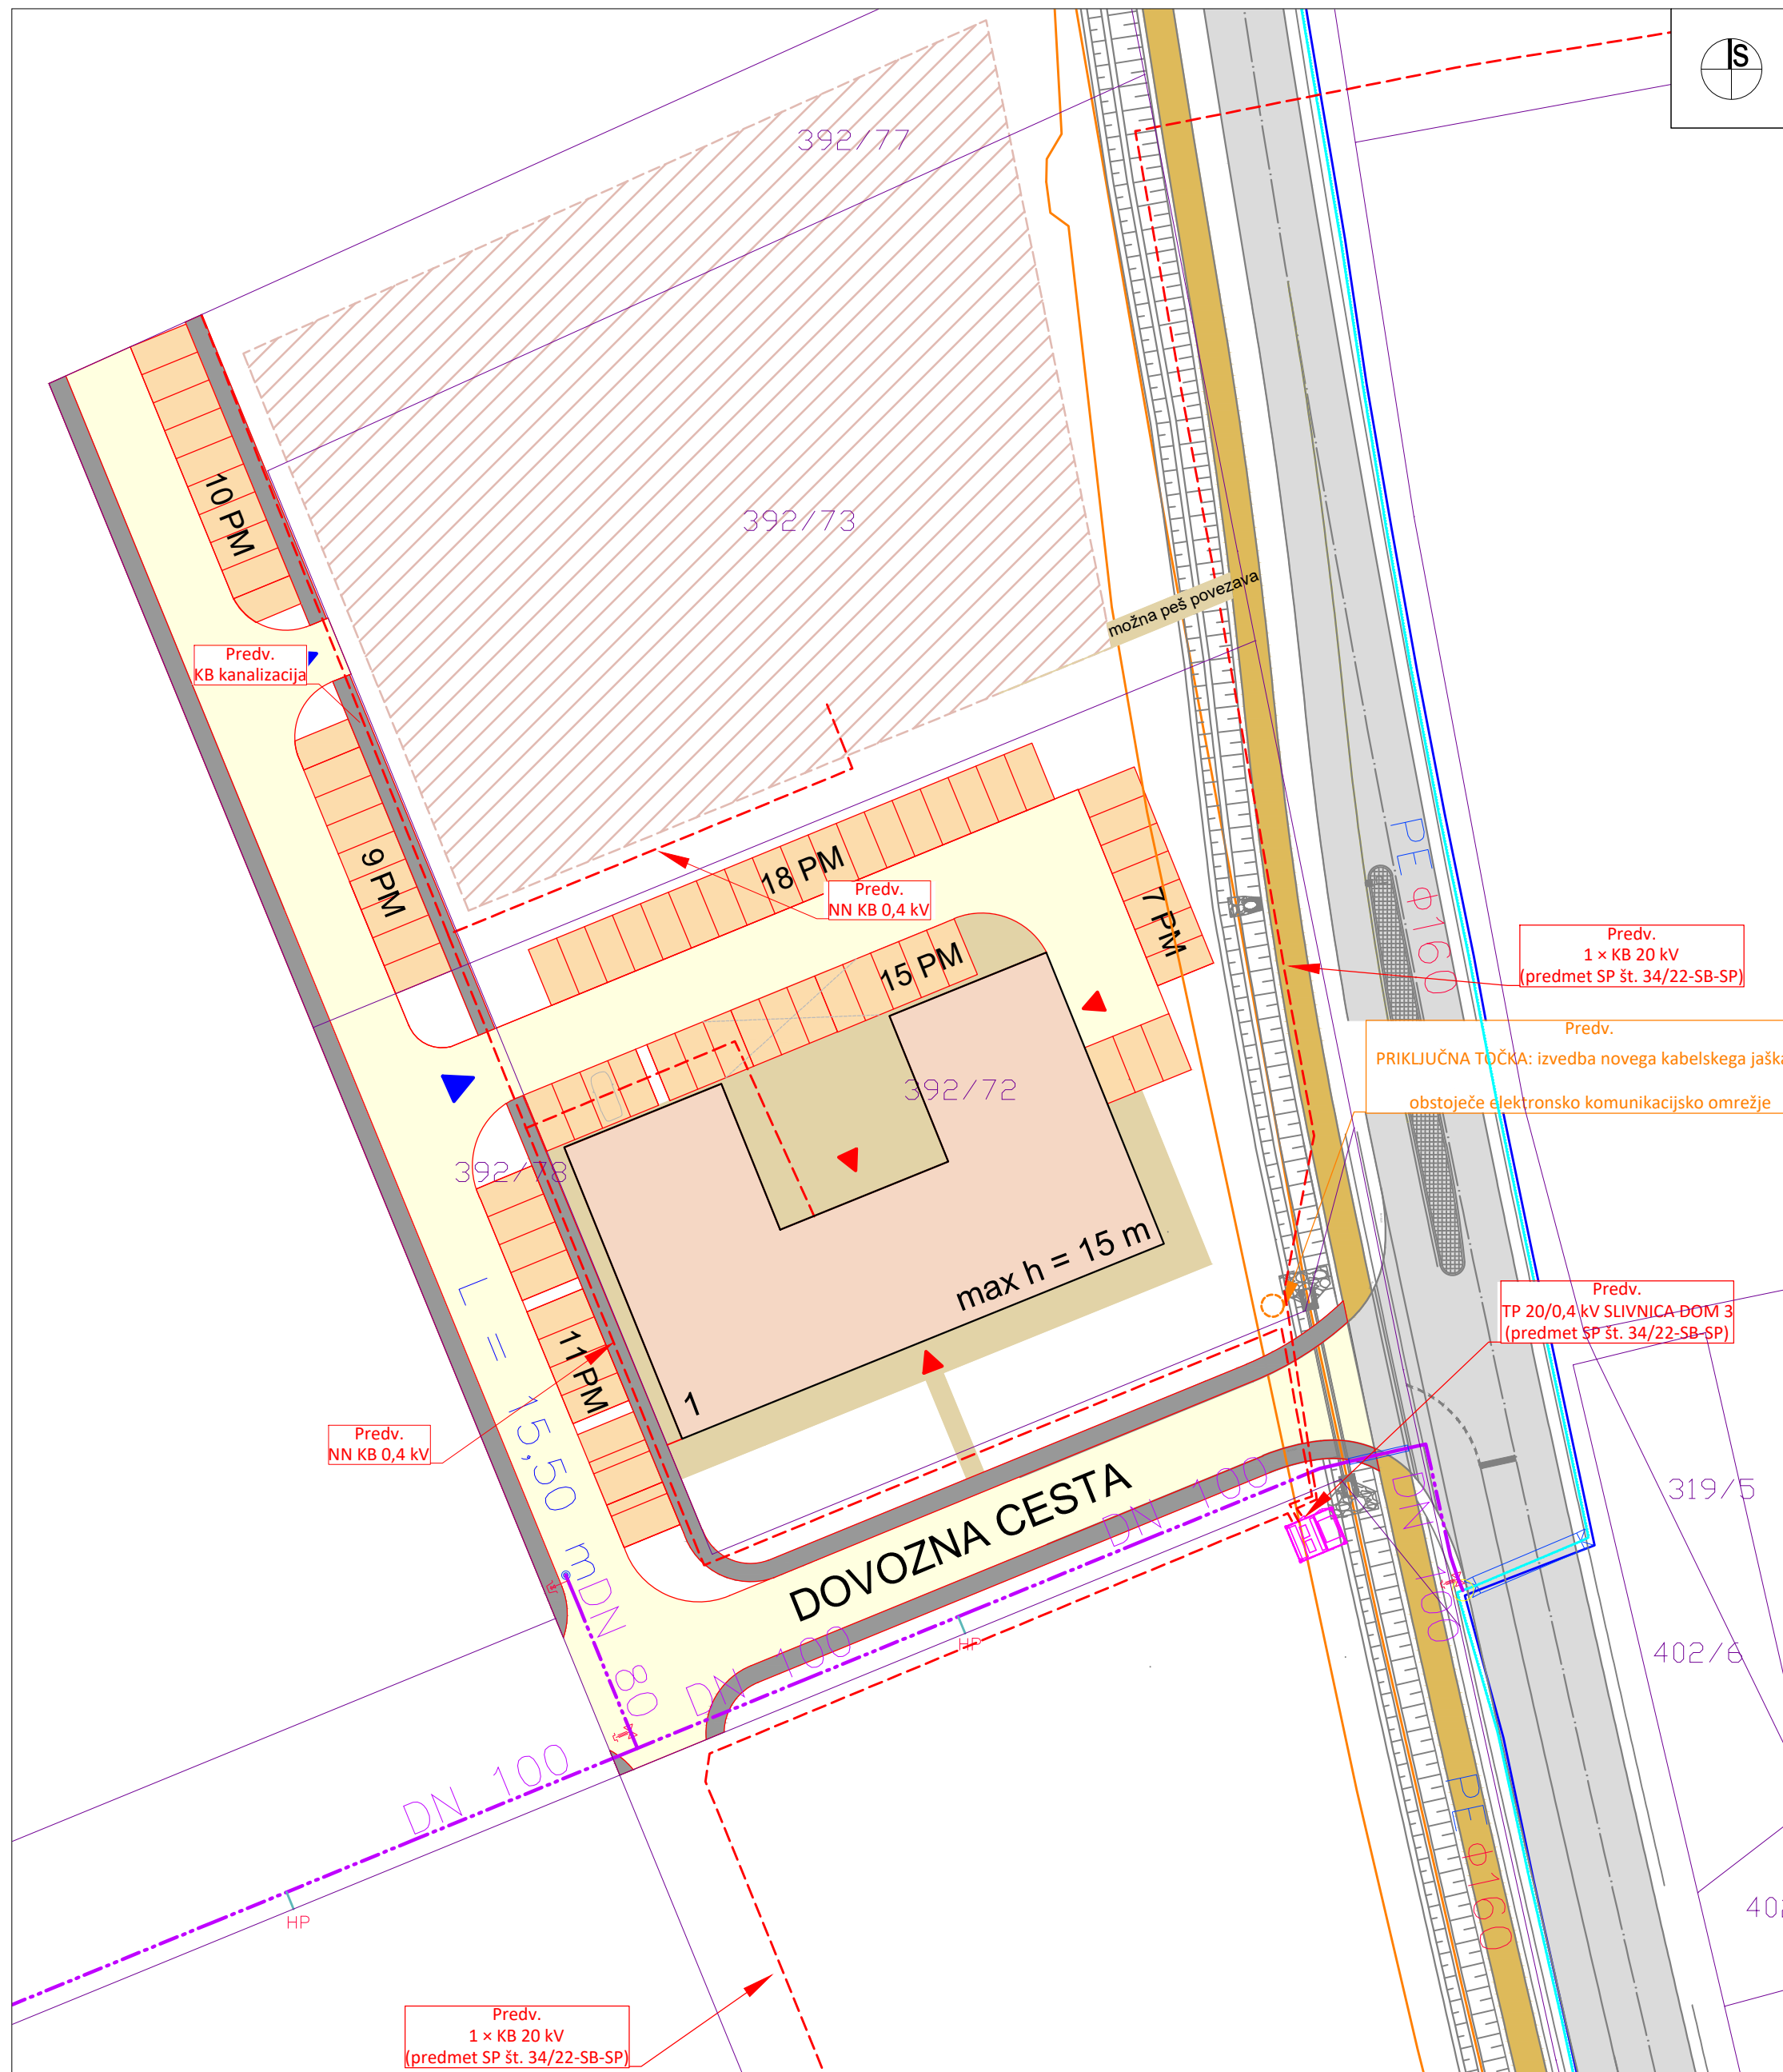 S
392/77
10 PM
392/73
možna peš povezava
Predv.
KB kanalizacija
9 PM
18 PM
Predv.
NN KB 0,4 kV
7 PM
PE Φ160
15 PM
Predv.
1 × KB 20 kV
(predmet SP št. 34/22-SB-SP)
Predv.
PRIKLJUČNA TOČKA: izvedba novega kabelskega jaška
obstoječe elektronsko komunikacijsko omrežje
392/72
392/78
max h = 15 m
Predv.
TP 20/0,4 kV SLIVNICA DOM 3
(predmet SP št. 34/22-SB-SP)
L = 15,50 m
11 PM
1
Predv.
NN KB 0,4 kV
DOVOZNA CESTA
DN 100
DN 100
319/5
DN 80
DN 100
HP
402/6
DN 100
PE Φ160
402
HP
Predv.
1 × KB 20 kV
(predmet SP št. 34/22-SB-SP)